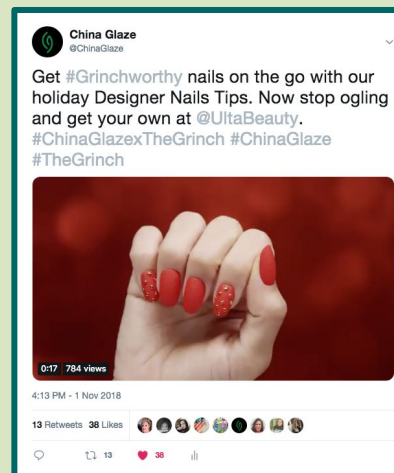 China Glaze
@ChinaGlaze
Get #Grinchworthy nails on the go with our
holiday Designer Nails Tips. Now stop ogling
and get your own at @UltaBeauty.
#ChinaGlazexTheGrinch #ChinaGlaze
#TheGrinch
0:17 784 views
4:13 PM - 1 Nov 2018
13 Retweets 38 Likes
13 38